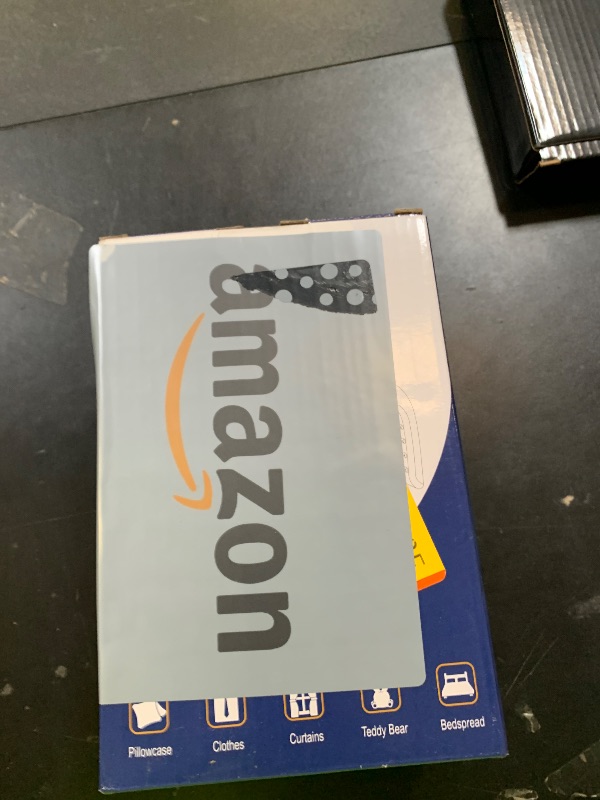 amazon
Pillowcase
Clothes
Curtains
Teddy Bear
Bedspread